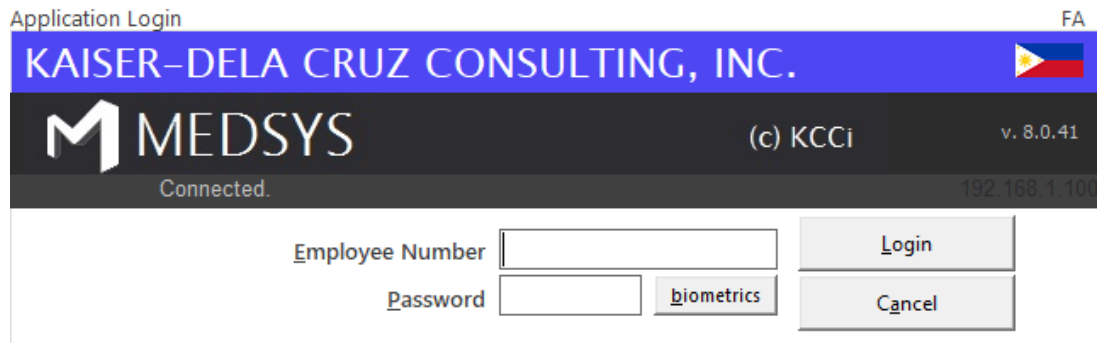 Application Login FA
KAISER-DELA CRUZ CONSULTING, INC.
MEDSYS (c) KCCi v. 8.0.41
Connected. 192.168.1.100
Employee Number Login
Password biometrics Cancel